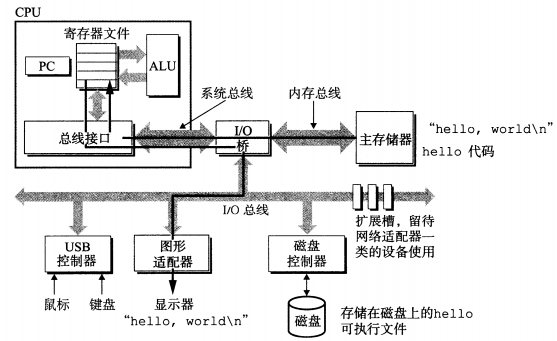 CPU
寄存器文件
PC
ALU
系统总线
内存总线
总线接口
I/O
桥
主存储器
“hello, world\n”
hello 代码
I/O 总线
扩展槽，留待
网络适配器一
类的设备使用
USB
控制器
图形
适配器
磁盘
控制器
鼠标
键盘
显示器
“hello, world\n”
磁盘
存储在磁盘上的hello
可执行文件